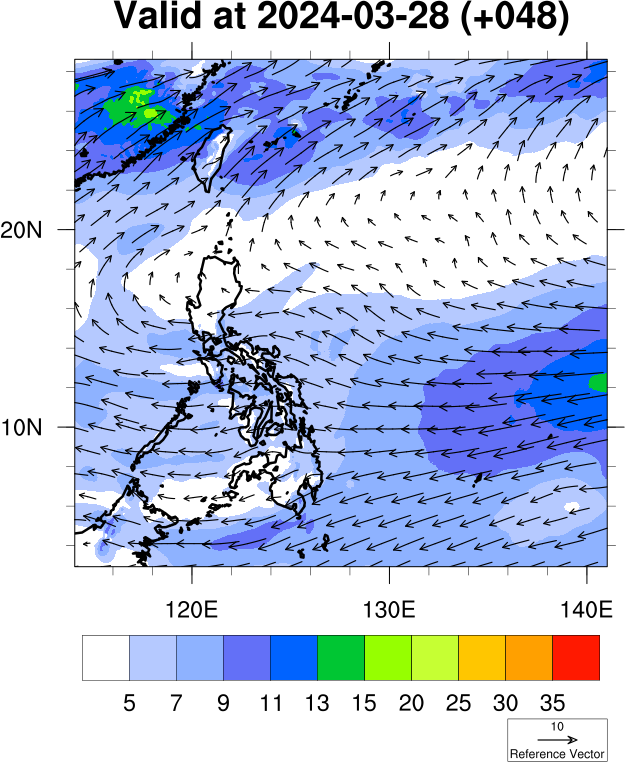 Valid at 2024-03-28 (+048)
20N
10N
120E 130E 140E
5 7 9 11 13 15 20 25 30 35
10
Reference Vector